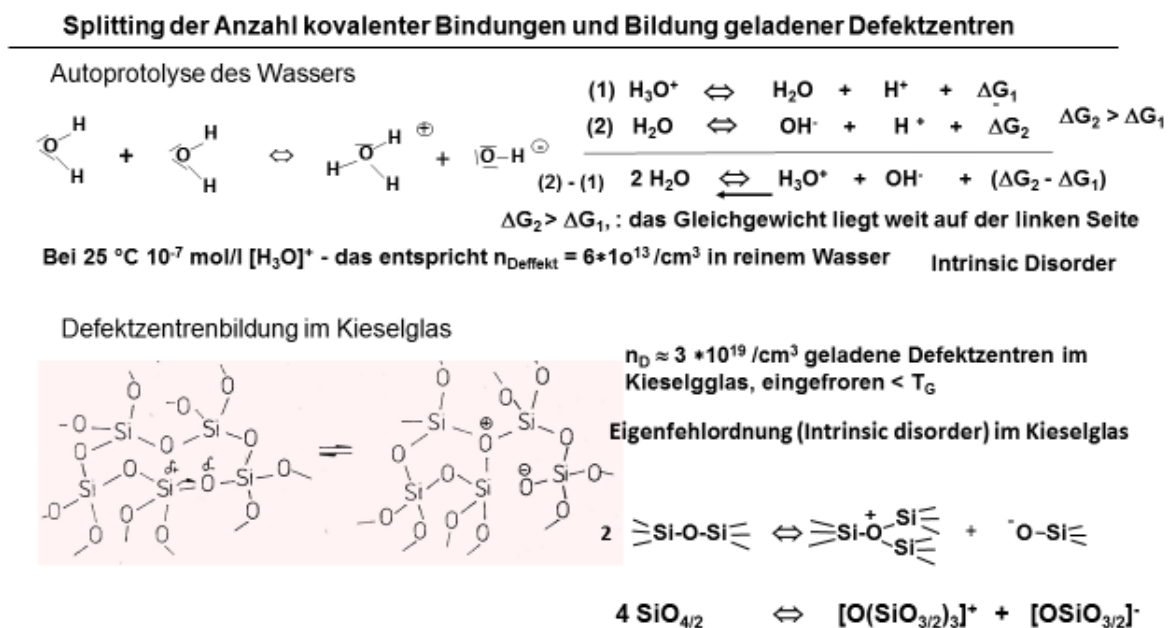 Splitting der Anzahl kovalenter Bindungen und Bildung geladener Defektzentren
Autoprotolyse des Wassers
(1) H₃O⁺ ⇔ H₂O + H⁺ + ΔG₁
(2) H₂O ⇔ OH⁻ + H⁺ + ΔG₂ ΔG₂ > ΔG₁
H O H + H O H ⇔ H O H H ⊕ + |O–H ⊖
(2) - (1) 2 H₂O ⇔ H₃O⁺ + OH⁻ + (ΔG₂ - ΔG₁)
ΔG₂> ΔG₁, : das Gleichgewicht liegt weit auf der linken Seite
Bei 25 °C 10⁻⁷ mol/l [H₃O]⁺ - das entspricht n_Deffekt = 6*1o¹³/cm³ in reinem Wasser Intrinsic Disorder
Defektzentrenbildung im Kieselglas
n_D ≈ 3 *10¹⁹ /cm³ geladene Defektzentren im
Kieselgglas, eingefroren < T_G
Eigenfehlordnung (Intrinsic disorder) im Kieselglas
2 Si-O-Si ⇔ Si-O⁺ Si Si + ⁻O–Si
4 SiO₄/₂ ⇔ [O(SiO₃/₂)₃]⁺ + [OSiO₃/₂]⁻